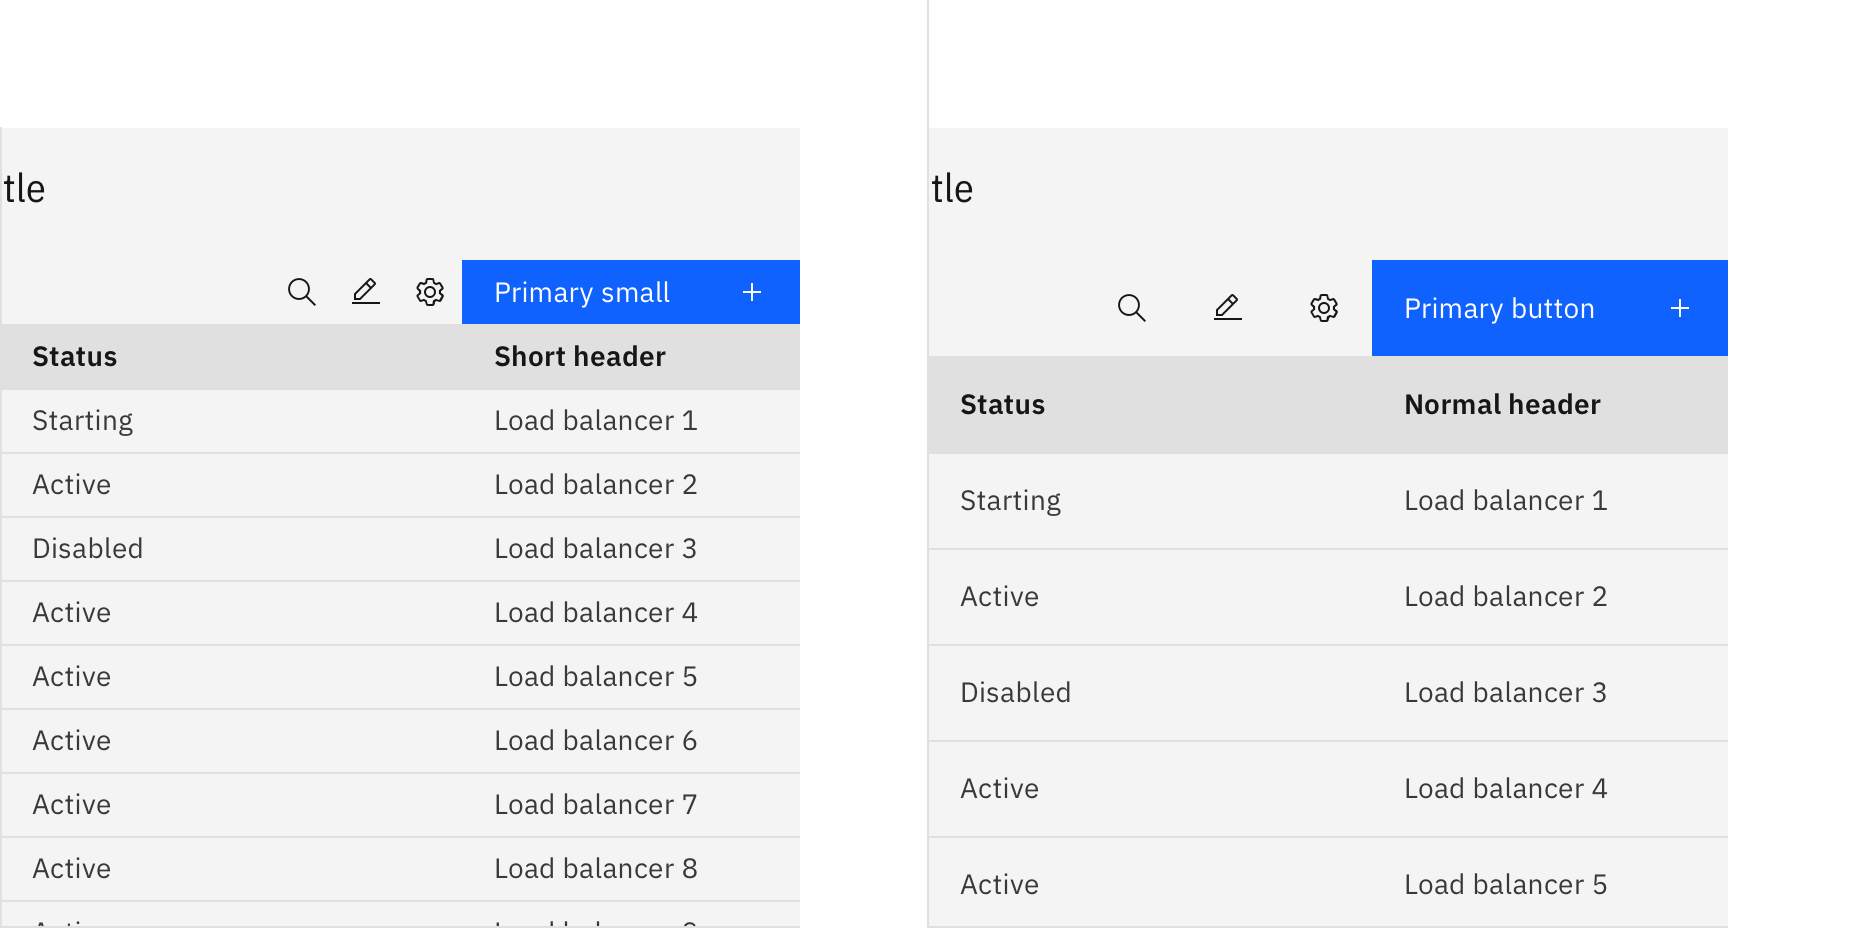 tle
Primary small
Status Short header
Starting Load balancer 1
Active Load balancer 2
Disabled Load balancer 3
Active Load balancer 4
Active Load balancer 5
Active Load balancer 6
Active Load balancer 7
Active Load balancer 8
tle
Primary button
Status Normal header
Starting Load balancer 1
Active Load balancer 2
Disabled Load balancer 3
Active Load balancer 4
Active Load balancer 5